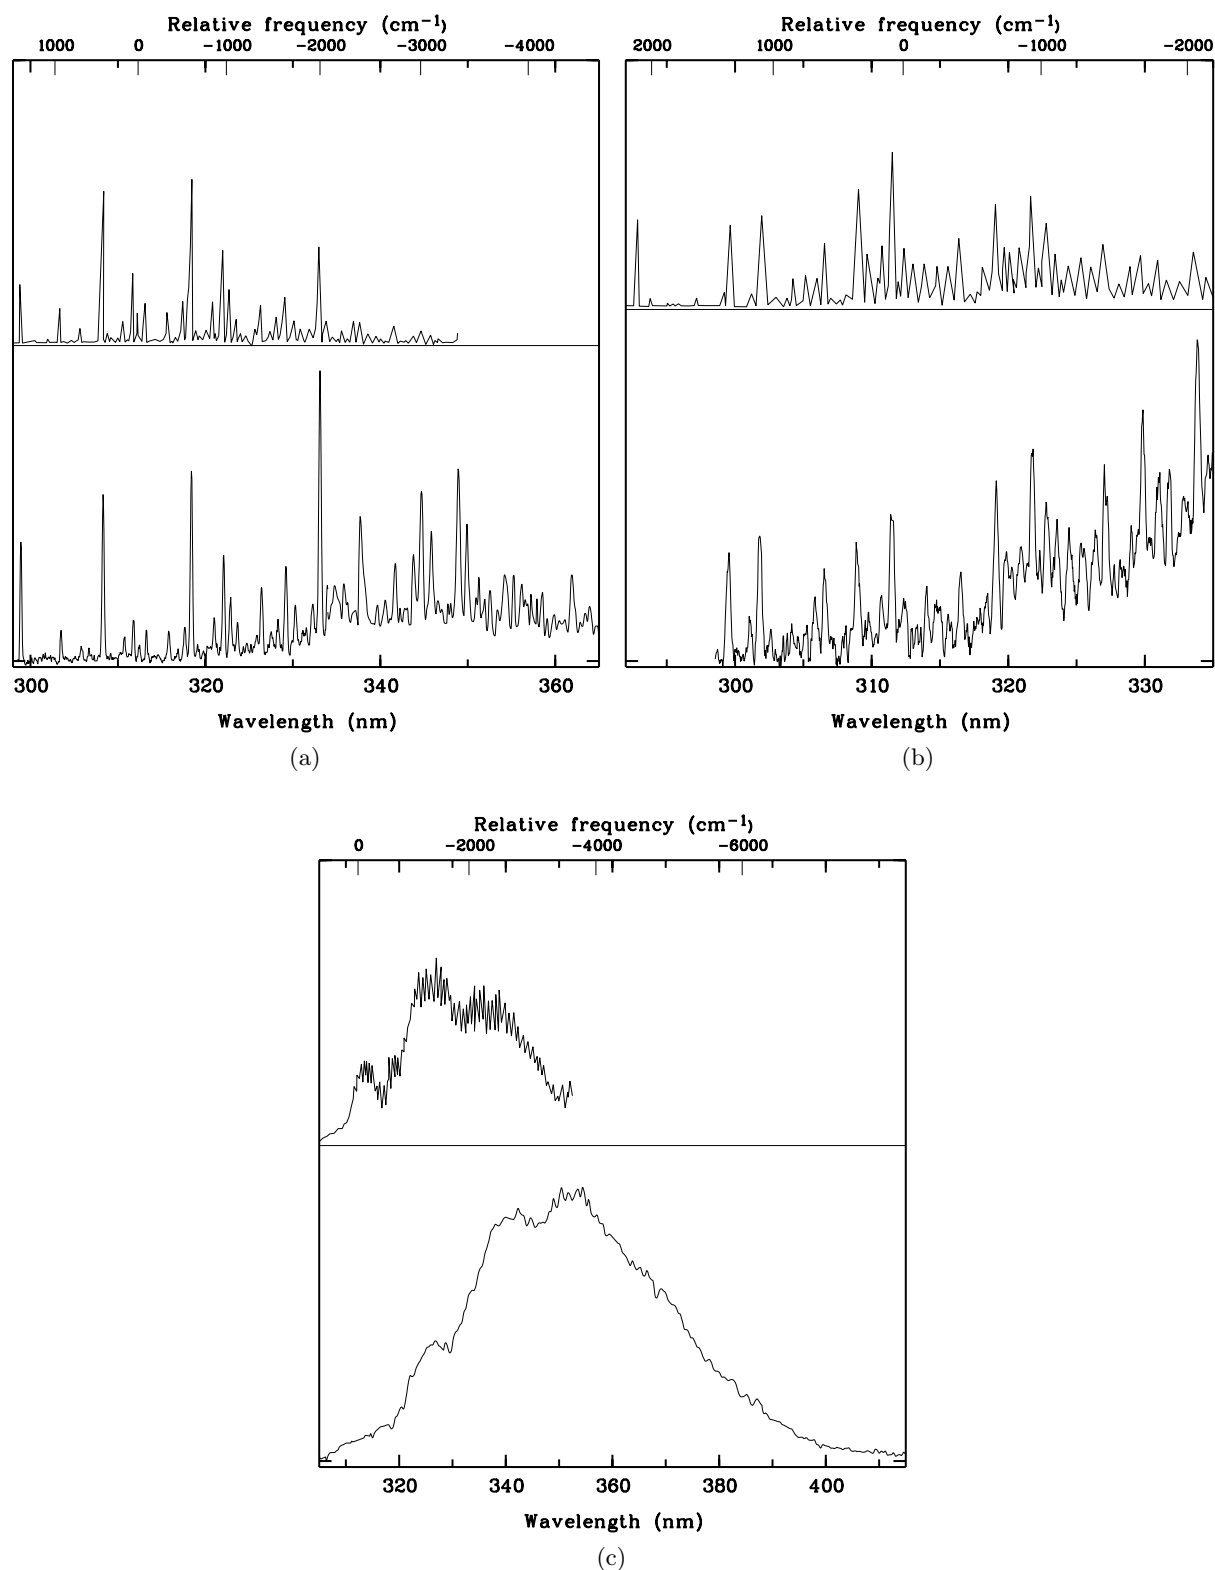 Relative frequency (cm−1)
1000 0 −1000 −2000 −3000 −4000
300 320 340 360
Wavelength (nm)
(a)
Relative frequency (cm−1)
2000 1000 0 −1000 −2000
300 310 320 330
Wavelength (nm)
(b)
Relative frequency (cm−1)
0 −2000 −4000 −6000
320 340 360 380 400
Wavelength (nm)
(c)